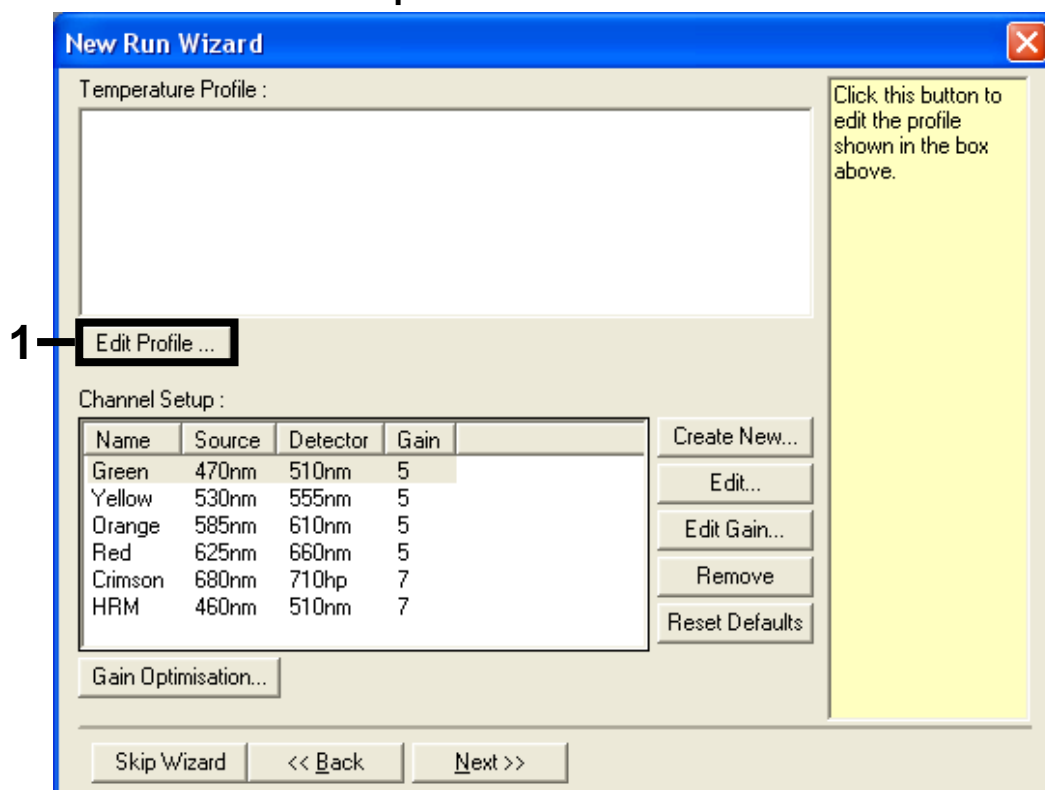 New Run Wizard
Temperature Profile :
Click this button to
edit the profile
shown in the box
above.
1
Edit Profile ...
Channel Setup :
Name Source Detector Gain
Green 470nm 510nm 5
Yellow 530nm 555nm 5
Orange 585nm 610nm 5
Red 625nm 660nm 5
Crimson 680nm 710hp 7
HRM 460nm 510nm 7
Create New...
Edit...
Edit Gain...
Remove
Reset Defaults
Gain Optimisation...
Skip Wizard << Back Next >>